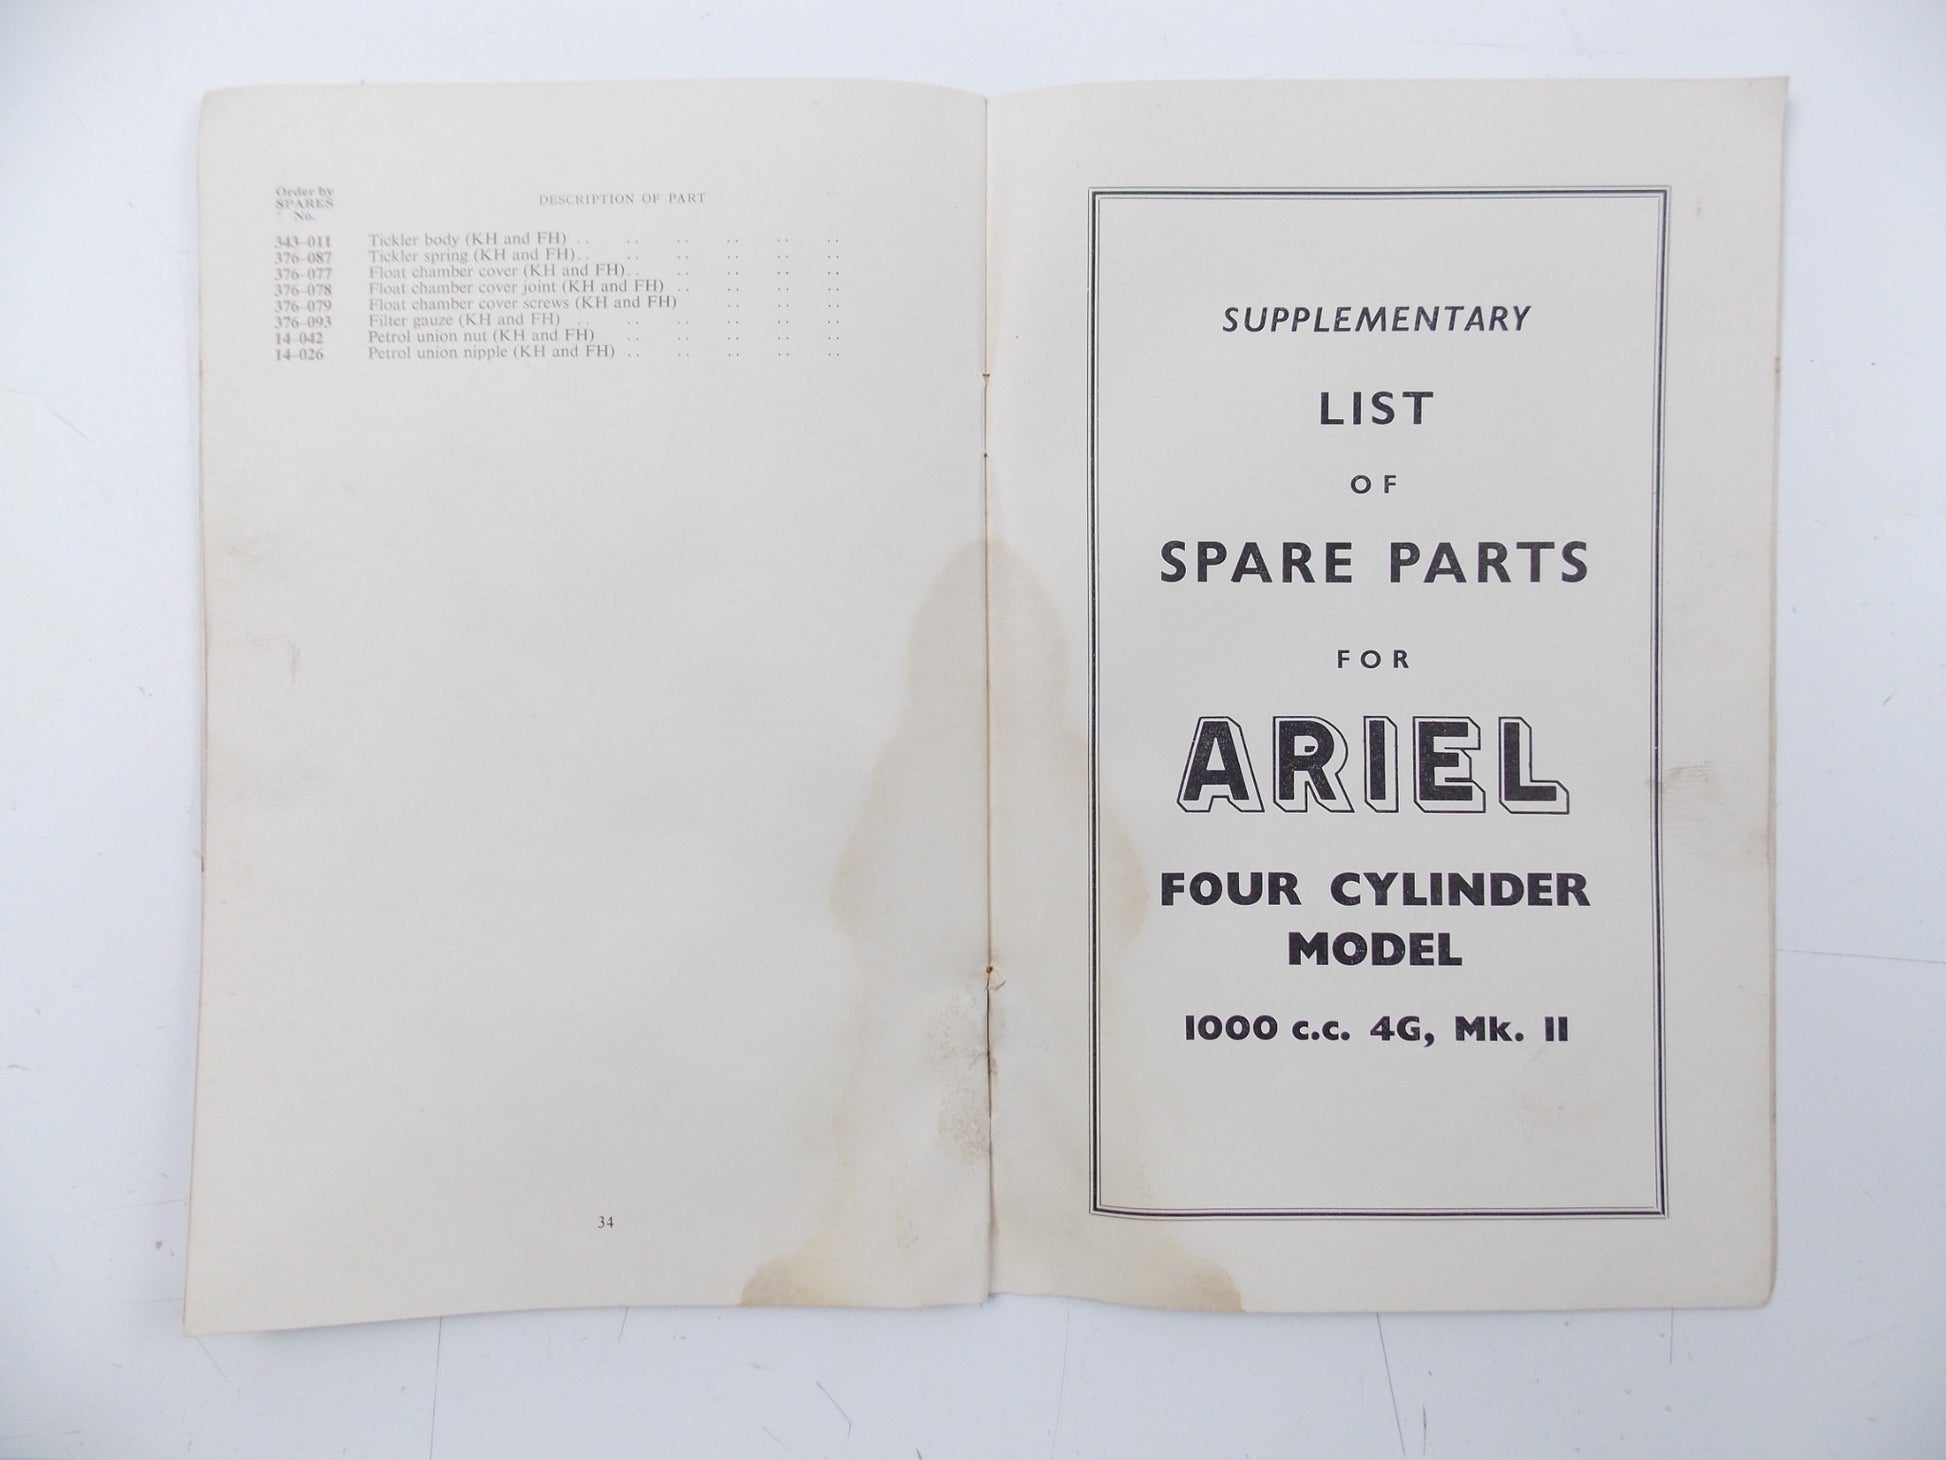 Order by
SPARES
No.
DESCRIPTION OF PART
343-011 Tickler body (KH and FH) .. .. .. .. .. ..
376-087 Tickler spring (KH and FH).. .. .. .. .. ..
376-077 Float chamber cover (KH and FH).. .. .. .. ..
376-078 Float chamber cover joint (KH and FH) .. .. .. ..
376-079 Float chamber cover screws (KH and FH) .. .. ..
376-093 Filter gauze (KH and FH) .. .. .. .. .. ..
14-042 Petrol union nut (KH and FH) .. .. .. .. ..
14-026 Petrol union nipple (KH and FH) .. .. .. .. ..
34
SUPPLEMENTARY
LIST
OF
SPARE PARTS
FOR
ARIEL
FOUR CYLINDER
MODEL
1000 c.c. 4G, Mk. II